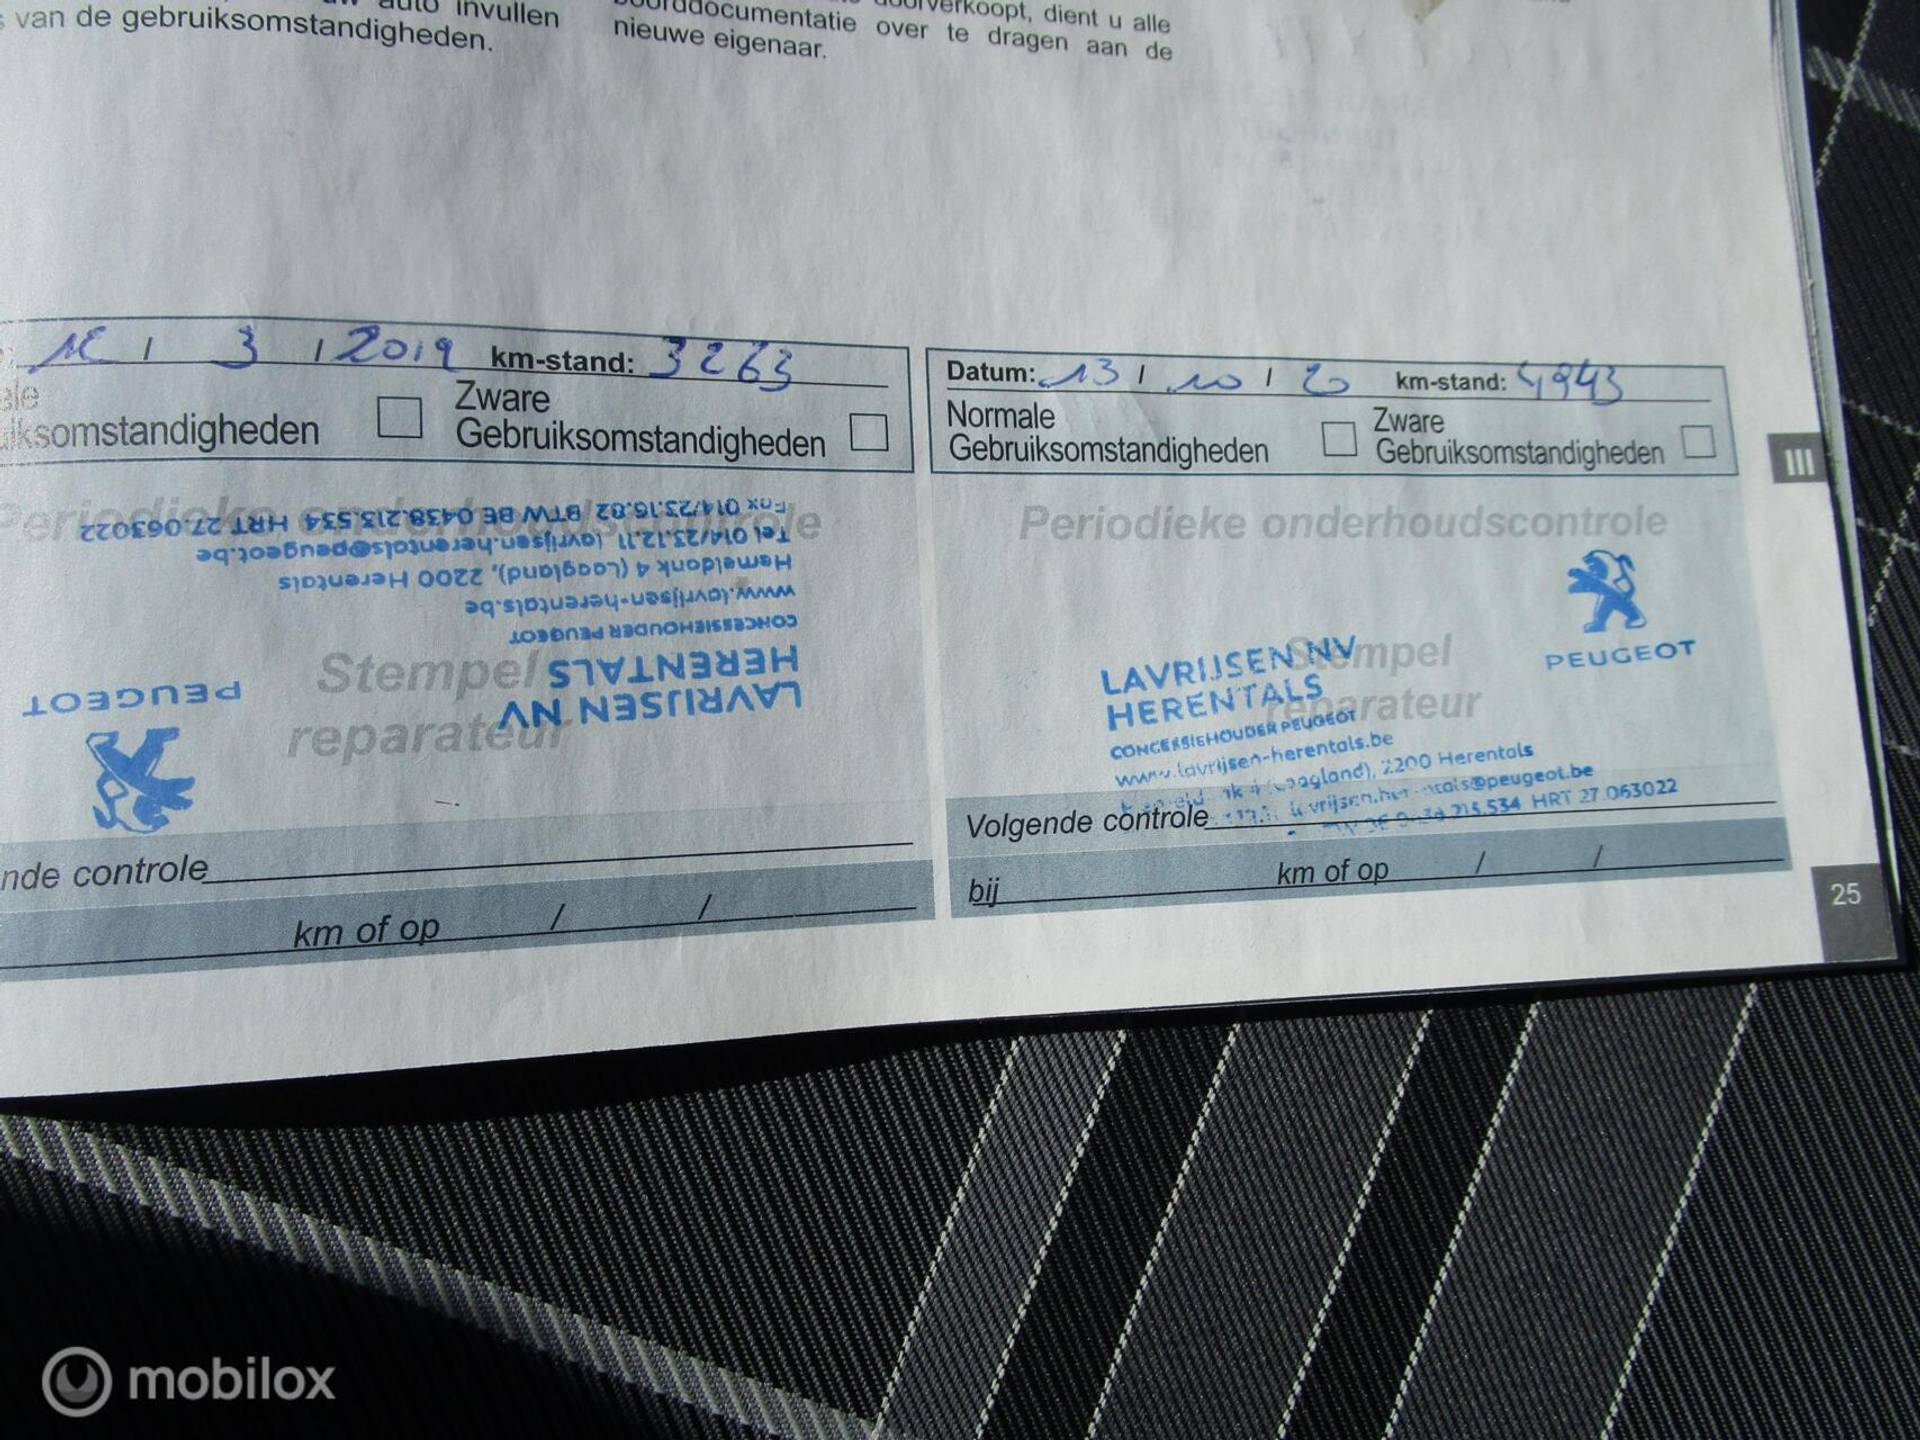 auto invullen
van de gebruiksomstandigheden.
doorverkoopt, dient u alle
boorddocumentatie over te dragen aan de
nieuwe eigenaar.
/ 3 / 2019 km-stand: 3263
Zware
Gebruiksomstandigheden
Periodieke onderhoudscontrole
Fax 014/23.16.82 BTW BE 0438.213.534 HRT 27.063022
Tel 014/23.12.11 lavrijsen.herentals@peugeot.be
Hemeldonk 4 (Laagland), 2200 Herentals
www.lavrijsen-herentals.be
CONCESSIEHOUDER PEUGEOT
HERENTALS
LAVRIJSEN NV
PEUGEOT
Stempel
reparateur
controle
km of op / /
Datum: 13 / 10 / 20 km-stand: 4943
Normale
Gebruiksomstandigheden
Zware
Gebruiksomstandigheden
III
Periodieke onderhoudscontrole
PEUGEOT
Stempel
reparateur
LAVRIJSEN NV
HERENTALS
CONCESSIEHOUDER PEUGEOT
www.lavrijsen-herentals.be
2200 Herentals
@peugeot.be
HRT 27.063022
Volgende controle
bij km of op / /
25
mobilox